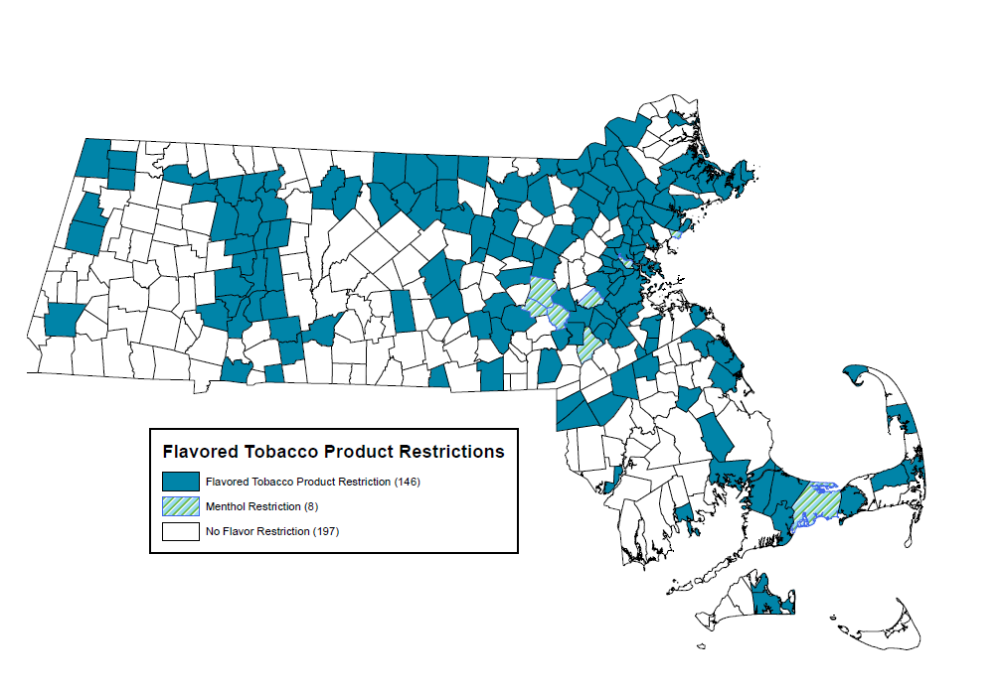 Flavored Tobacco Product Restrictions
Flavored Tobacco Product Restriction (146)
Menthol Restriction (8)
No Flavor Restriction (197)